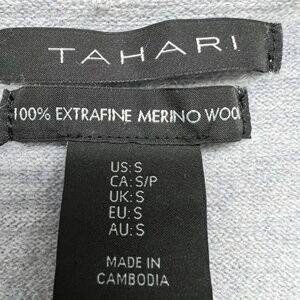 TAHARI
100% EXTRAFINE MERINO WOO
US: S
CA: S/P
UK: S
EU: S
AU: S
MADE IN
CAMBODIA